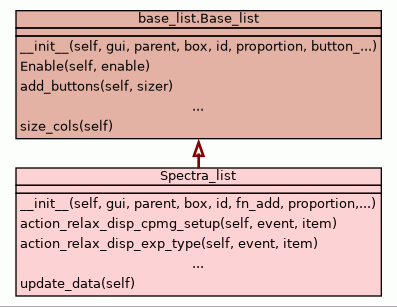 base_list.Base_list
__init__(self, gui, parent, box, id, proportion, button_...)
Enable(self, enable)
add_buttons(self, sizer)
...
size_cols(self)
Spectra_list
__init__(self, gui, parent, box, id, fn_add, proportion,...)
action_relax_disp_cpmg_setup(self, event, item)
action_relax_disp_exp_type(self, event, item)
...
update_data(self)